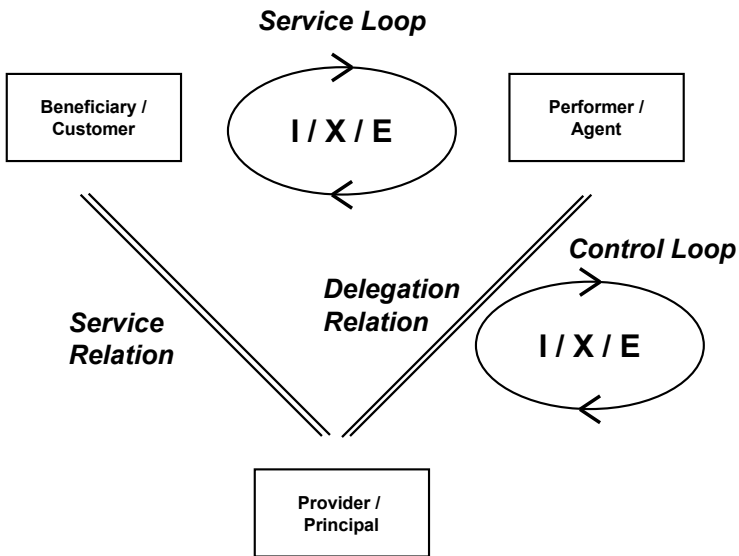 Service Loop
Beneficiary /
Customer
I / X / E
Performer /
Agent
Control Loop
Delegation
Relation
Service
Relation
I / X / E
Provider /
Principal